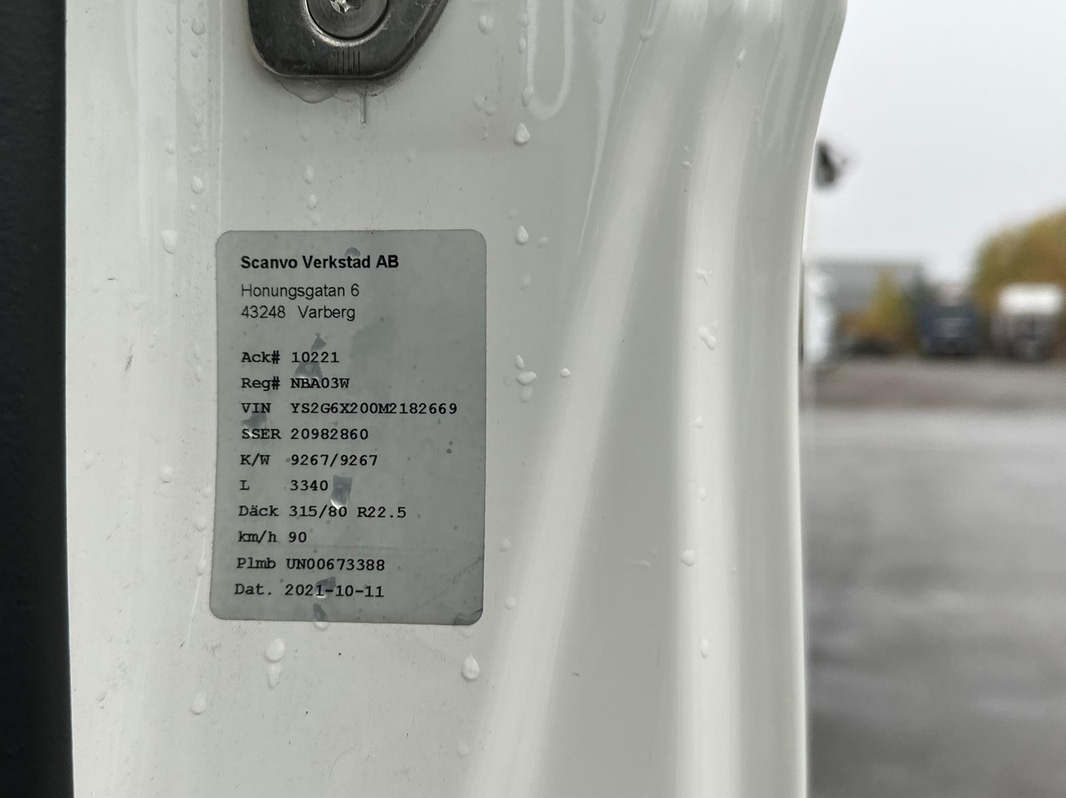 Scanvo Verkstad AB
Honungsgatan 6
43248 Varberg
Ack# 10221
Reg# NBA03W
VIN YS2G6X200M2182669
SSER 20982860
K/W 9267/9267
L 3340
Däck 315/80 R22.5
km/h 90
Plmb UN00673388
Dat. 2021-10-11